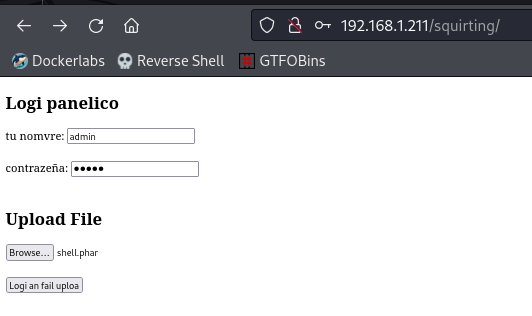 192.168.1.211/squirting/
Dockerlabs Reverse Shell GTFOBins
Logi panelico
tu nomvre: admin
contrazeña: ●●●●●
Upload File
Browse... shell.phar
Logi an fail uploa